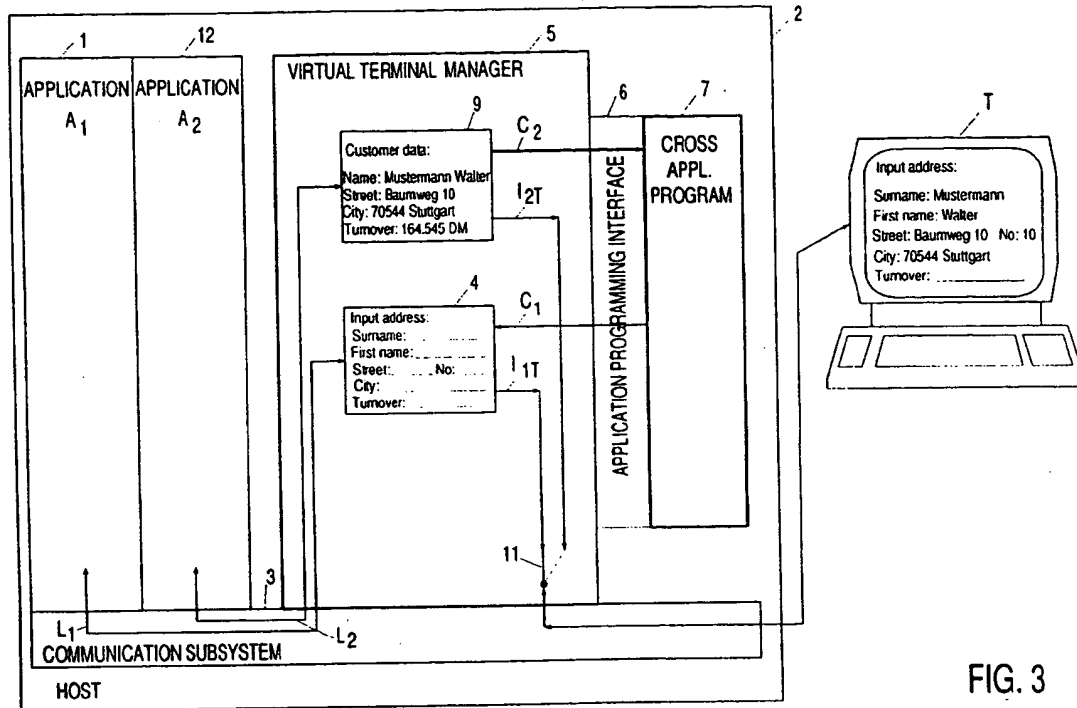 1
12
5
2
APPLICATION
A1
APPLICATION
A2
VIRTUAL TERMINAL MANAGER
9
Customer data:
Name: Mustermann Walter
Street: Baumweg 10
City: 70544 Stuttgart
Turnover: 164.545 DM
C2
I2T
4
Input address:
Surname:
First name:
Street: No:
City:
Turnover:
C1
I1T
6
APPLICATION PROGRAMMING INTERFACE
7
CROSS
APPL.
PROGRAM
T
Input address:
Surname: Mustermann
First name: Walter
Street: Baumweg 10 No: 10
City: 70544 Stuttgart
Turnover:
11
3
L1
L2
COMMUNICATION SUBSYSTEM
HOST
FIG. 3